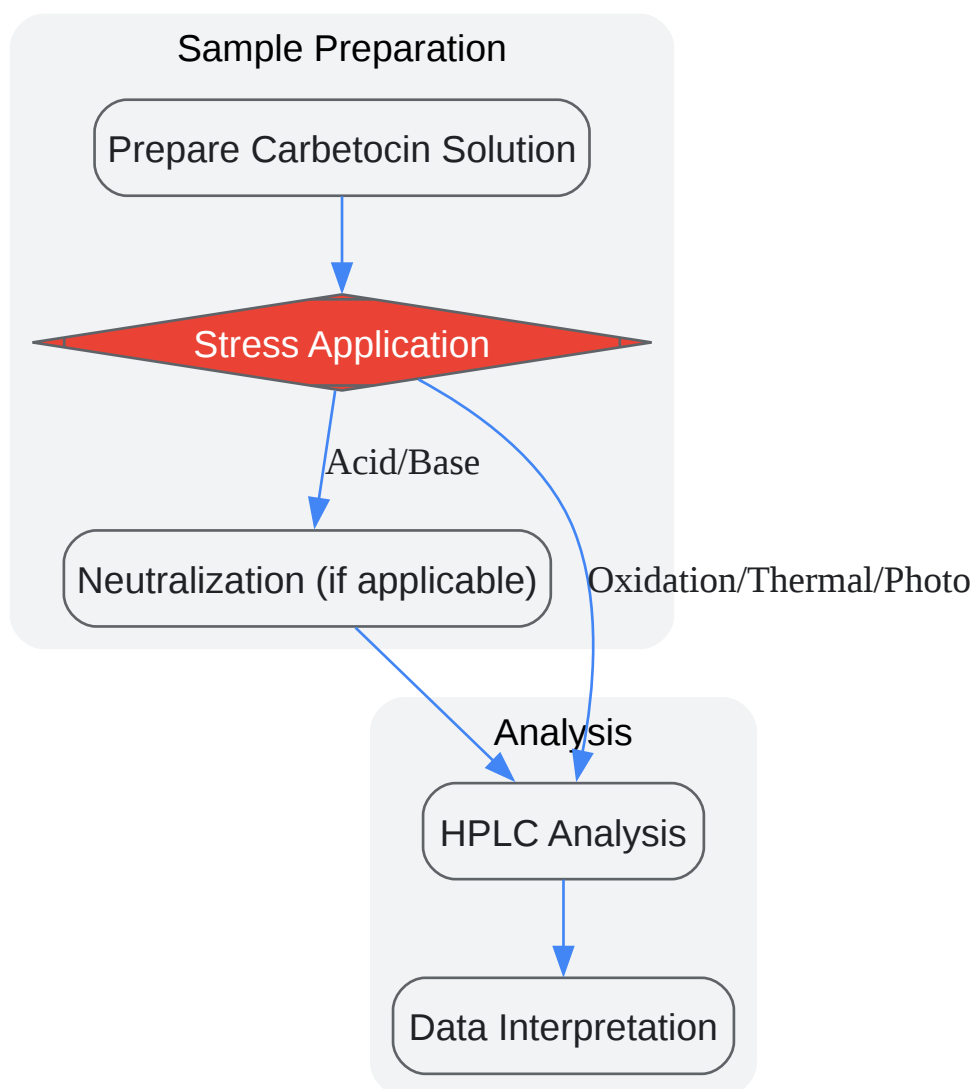 Sample Preparation
Prepare Carbetocin Solution
Stress Application
Acid/Base
Neutralization (if applicable)
Oxidation/Thermal/Photo
Analysis
HPLC Analysis
Data Interpretation